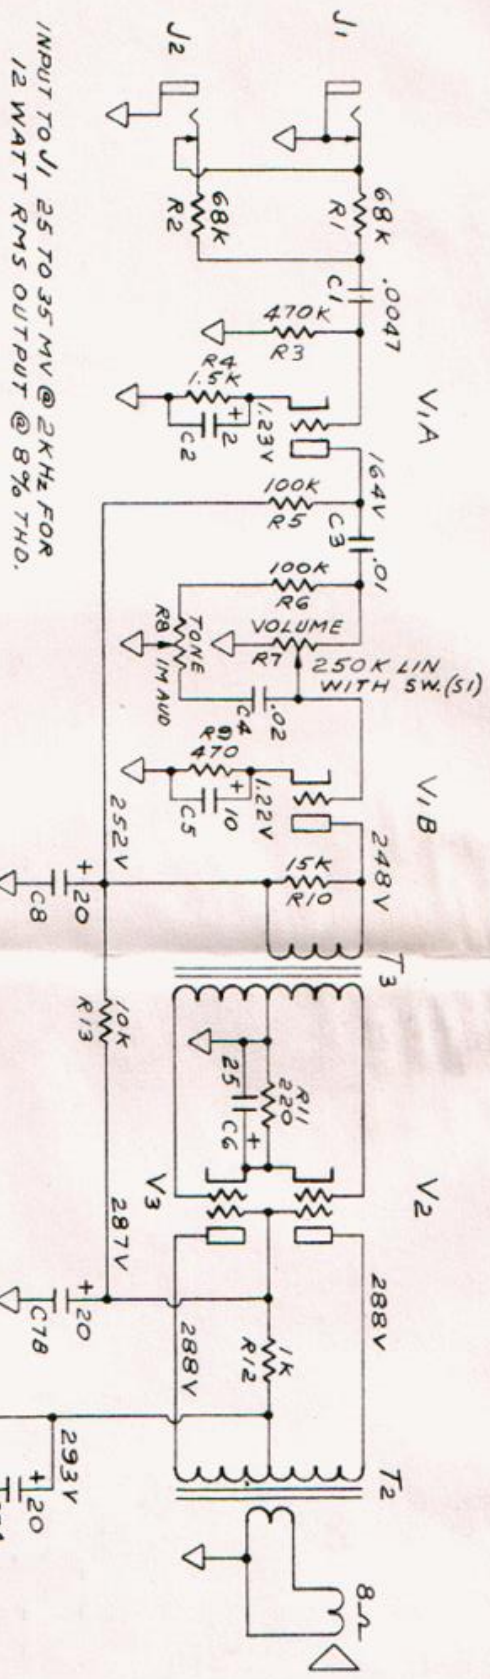 J1
J2
INPUT TO J1 25 TO 35 MV @ 2KHz FOR
12 WATT RMS OUTPUT @ 8% THD.
68K
R1
68K
R2
C1
.0047
470K
R3
V1A
R4
1.5K
+
2
C2
1.23V
164V
100K
R5
C3
.01
100K
R6
VOLUME
R7
250K LIN
WITH SW.(S1)
TONE
R8
1M AUD
C4
.02
V1B
R9
470
+
10
C5
1.22V
248V
15K
R10
252V
+
20
C8
T3
10K
R13
R11
220
25
C6
+
V2
V3
287V
+
20
C7B
288V
288V
1K
R12
293V
+
20
T2
8Ω